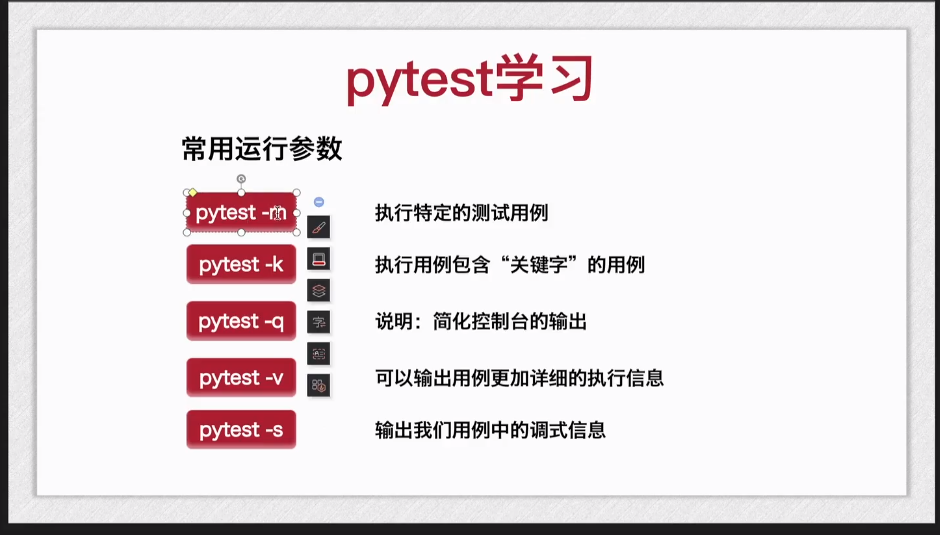 pytest学习
常用运行参数
pytest -m 执行特定的测试用例
pytest -k 执行用例包含“关键字”的用例
pytest -q 说明：简化控制台的输出
pytest -v 可以输出用例更加详细的执行信息
pytest -s 输出我们用例中的调式信息